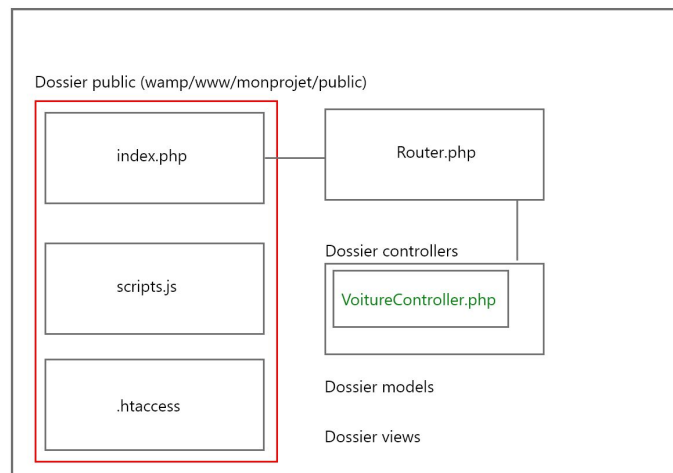 Dossier public (wamp/www/monprojet/public)
index.php
Router.php
Dossier controllers
scripts.js
VoitureController.php
Dossier models
.htaccess
Dossier views